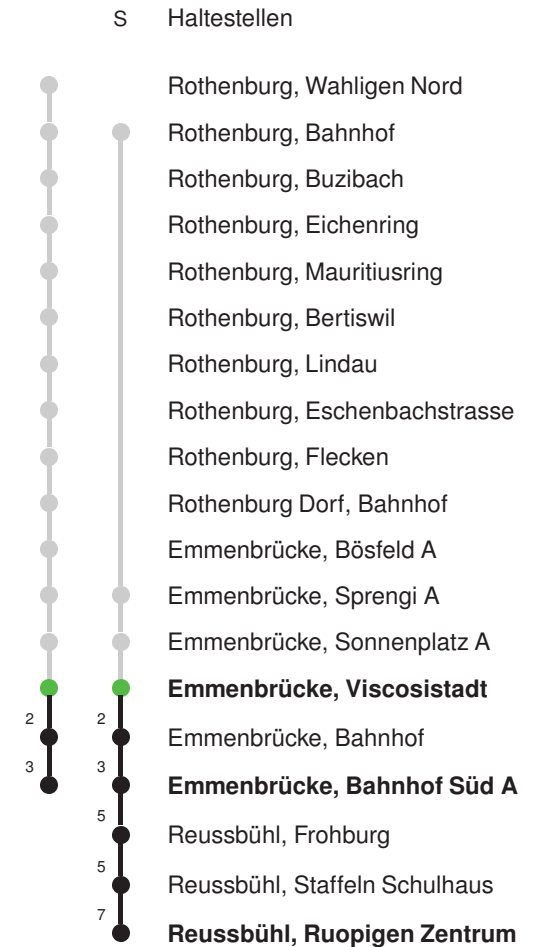 S Haltestellen
Rothenburg, Wahligen Nord
Rothenburg, Bahnhof
Rothenburg, Buzibach
Rothenburg, Eichenring
Rothenburg, Mauritiusring
Rothenburg, Bertiswil
Rothenburg, Lindau
Rothenburg, Eschenbachstrasse
Rothenburg, Flecken
Rothenburg Dorf, Bahnhof
Emmenbrücke, Bösfeld A
Emmenbrücke, Sprengi A
Emmenbrücke, Sonnenplatz A
Emmenbrücke, Viscosistadt
2 2 Emmenbrücke, Bahnhof
3 3 Emmenbrücke, Bahnhof Süd A
5 Reussbühl, Frohburg
5 Reussbühl, Staffeln Schulhaus
7 Reussbühl, Ruopigen Zentrum